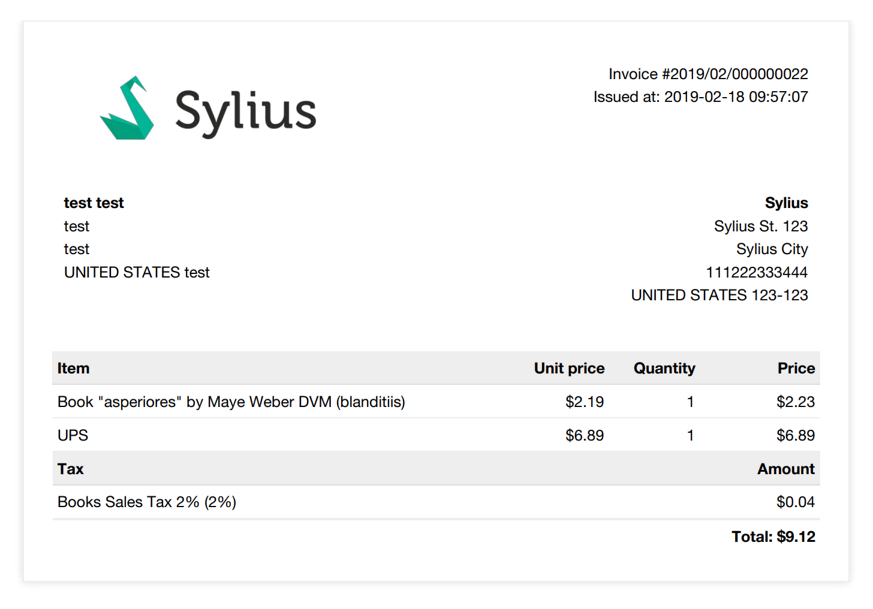 Sylius
Invoice #2019/02/000000022
Issued at: 2019-02-18 09:57:07
test test
test
test
UNITED STATES test
Sylius
Sylius St. 123
Sylius City
111222333444
UNITED STATES 123-123
Item Unit price Quantity Price
Book "asperiores" by Maye Weber DVM (blanditiis) $2.19 1 $2.23
UPS $6.89 1 $6.89
Tax Amount
Books Sales Tax 2% (2%) $0.04
Total: $9.12